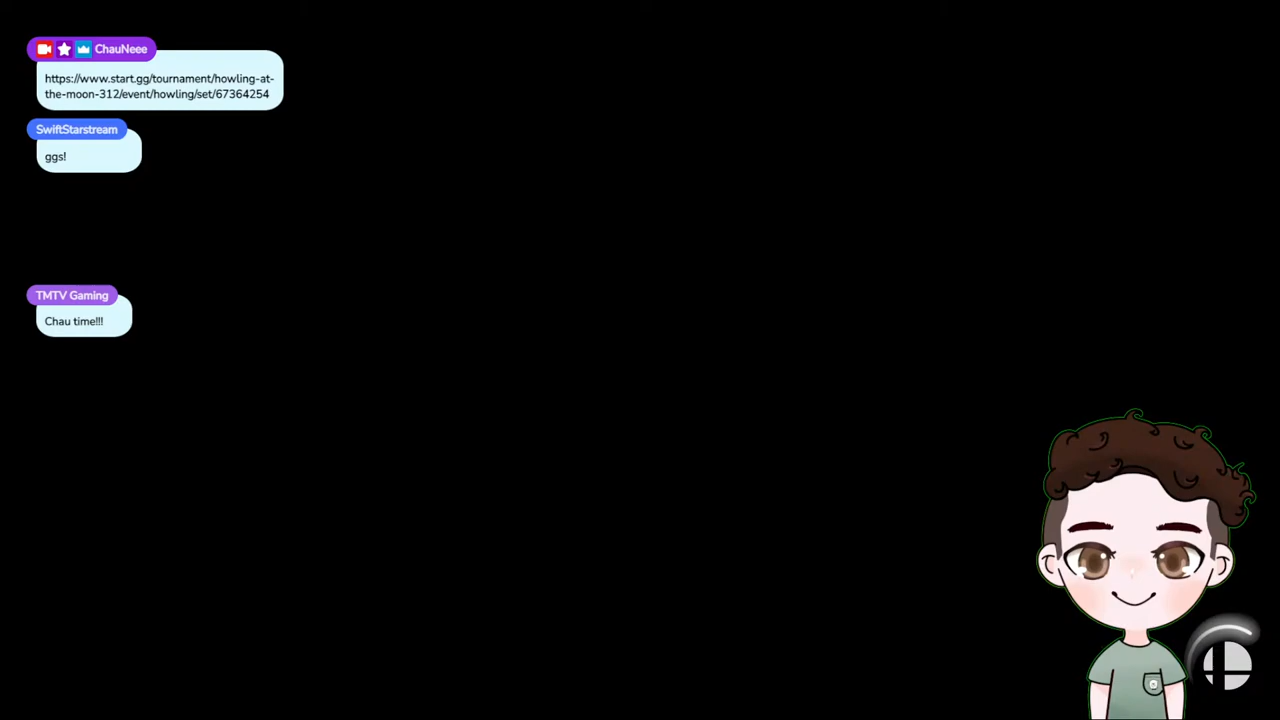 ChauNeee
https://www.start.gg/tournament/howling-at-
the-moon-312/event/howling/set/67364254
SwiftStarstream
ggs!
TMTV Gaming
Chau time!!!